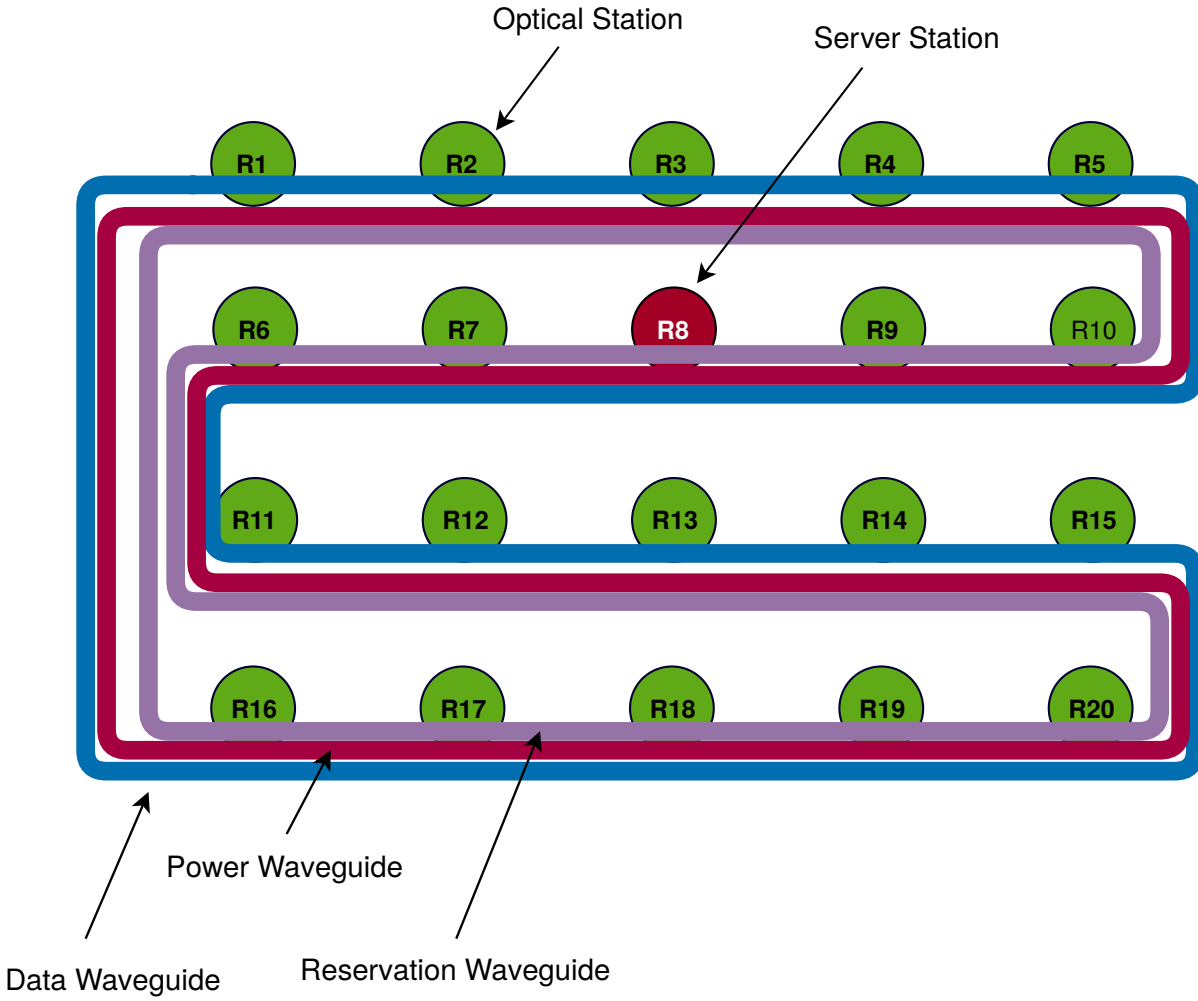 Optical Station
Server Station
R1 R2 R3 R4 R5
R6 R7 R8 R9 R10
R11 R12 R13 R14 R15
R16 R17 R18 R19 R20
Power Waveguide
Reservation Waveguide
Data Waveguide